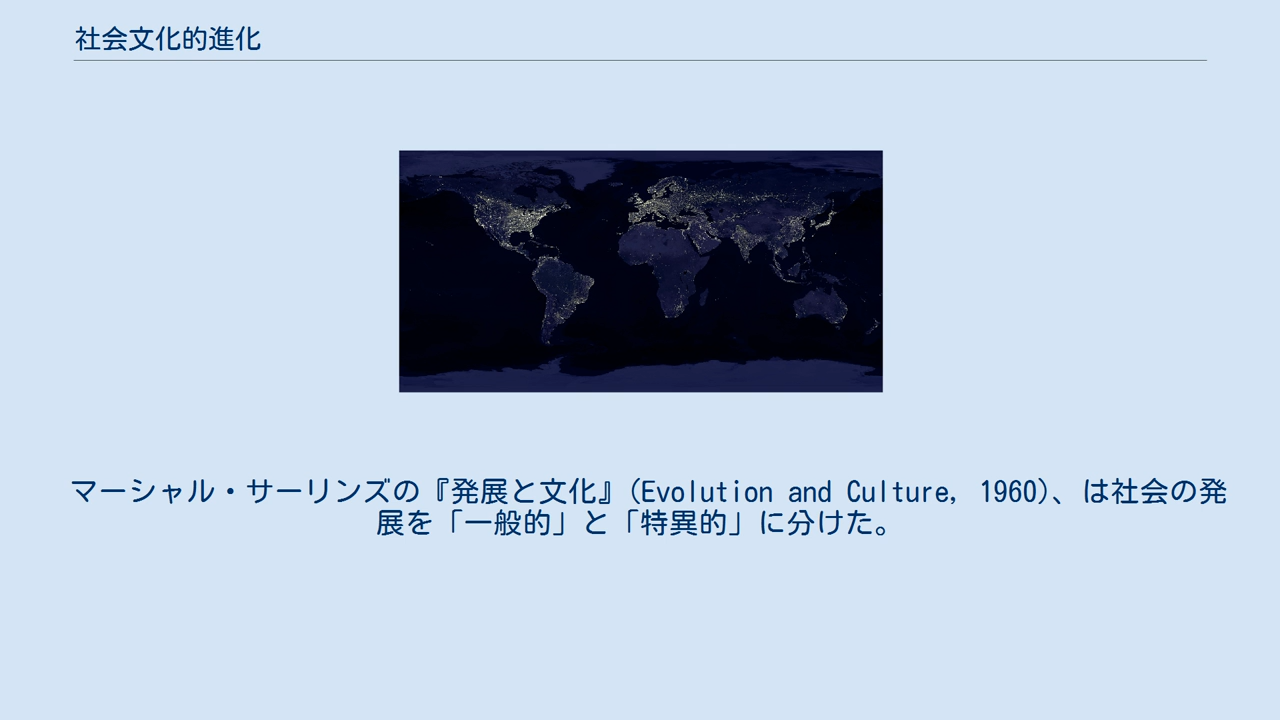 社会文化的進化
マーシャル・サーリンズの『発展と文化』(Evolution and Culture, 1960)、は社会の発
展を「一般的」と「特異的」に分けた。